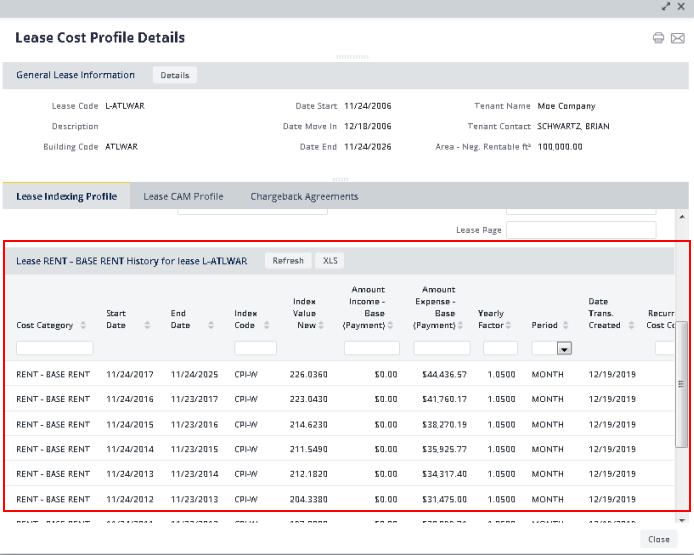 Lease Cost Profile Details
General Lease Information Details
Lease Code L-ATLWAR Date Start 11/24/2006 Tenant Name Moe Company
Description Date Move In 12/18/2006 Tenant Contact SCHWARTZ, BRIAN
Building Code ATLWAR Date End 11/24/2026 Area - Neg. Rentable ft² 100,000.00
Lease Indexing Profile Lease CAM Profile Chargeback Agreements
Lease Page
Lease RENT - BASE RENT History for lease L-ATLWAR Refresh XLS
Cost Category Start Date End Date Index Code Index Value New Amount Income - Base (Payment) Amount Expense - Base (Payment) Yearly Factor Period Date Trans. Created Recurr Cost Co
RENT - BASE RENT 11/24/2017 11/24/2025 CPI-W 226.0360 $0.00 $44,436.57 1.0500 MONTH 12/19/2019
RENT - BASE RENT 11/24/2016 11/23/2017 CPI-W 223.0430 $0.00 $41,760.17 1.0500 MONTH 12/19/2019
RENT - BASE RENT 11/24/2015 11/23/2016 CPI-W 214.6230 $0.00 $38,270.19 1.0500 MONTH 12/19/2019
RENT - BASE RENT 11/24/2014 11/23/2015 CPI-W 211.5490 $0.00 $35,925.77 1.0500 MONTH 12/19/2019
RENT - BASE RENT 11/24/2013 11/23/2014 CPI-W 212.1820 $0.00 $34,317.40 1.0500 MONTH 12/19/2019
RENT - BASE RENT 11/24/2012 11/23/2013 CPI-W 204.3380 $0.00 $31,475.00 1.0500 MONTH 12/19/2019
Close